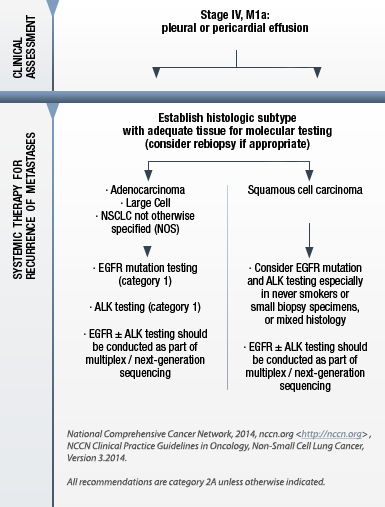 CLINICAL
ASSESSMENT
Stage IV, M1a:
pleural or pericardial effusion
SYSTEMIC THERAPY FOR
RECURRENCE OF METASTASES
Establish histologic subtype
with adequate tissue for molecular testing
(consider rebiopsy if appropriate)
· Adenocarcinoma
· Large Cell
· NSCLC not otherwise
specified (NOS)
· EGFR mutation testing
(category 1)
· ALK testing (category 1)
· EGFR ± ALK testing should
be conducted as part of
multiplex / next-generation
sequencing
Squamous cell carcinoma
· Consider EGFR mutation
and ALK testing especially
in never smokers or
small biopsy specimens,
or mixed histology
· EGFR ± ALK testing should
be conducted as part of
multiplex / next-generation
sequencing
National Comprehensive Cancer Network, 2014, nccn.org <http://nccn.org> ,
NCCN Clinical Practice Guidelines in Oncology, Non-Small Cell Lung Cancer,
Version 3.2014.
All recommendations are category 2A unless otherwise indicated.